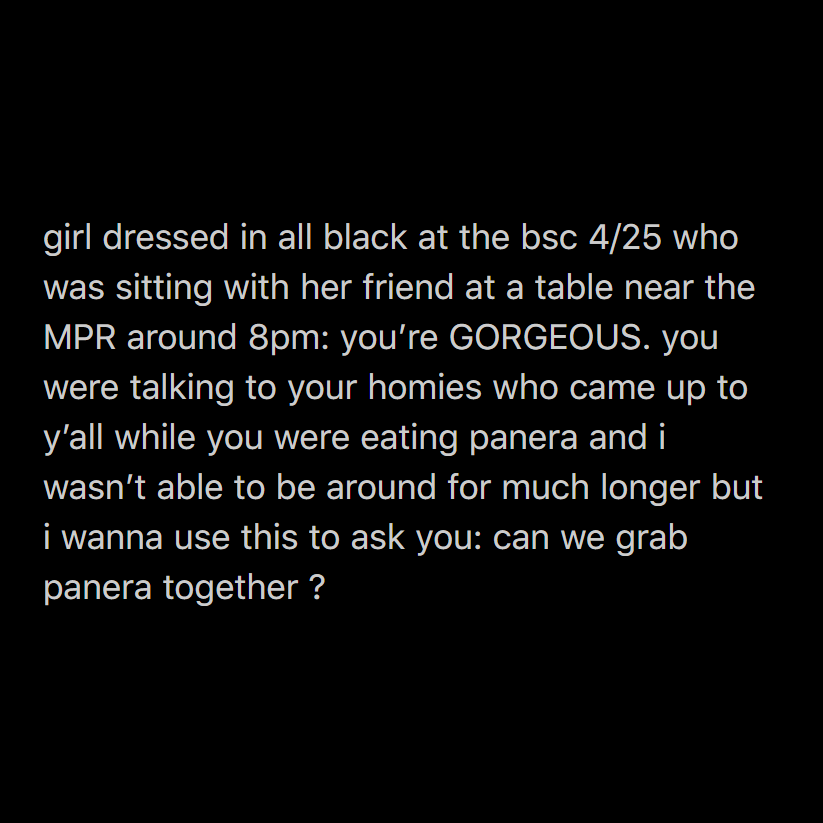 girl dressed in all black at the bsc 4/25 who
was sitting with her friend at a table near the
MPR around 8pm: you’re GORGEOUS. you
were talking to your homies who came up to
y’all while you were eating panera and i
wasn’t able to be around for much longer but
i wanna use this to ask you: can we grab
panera together ?